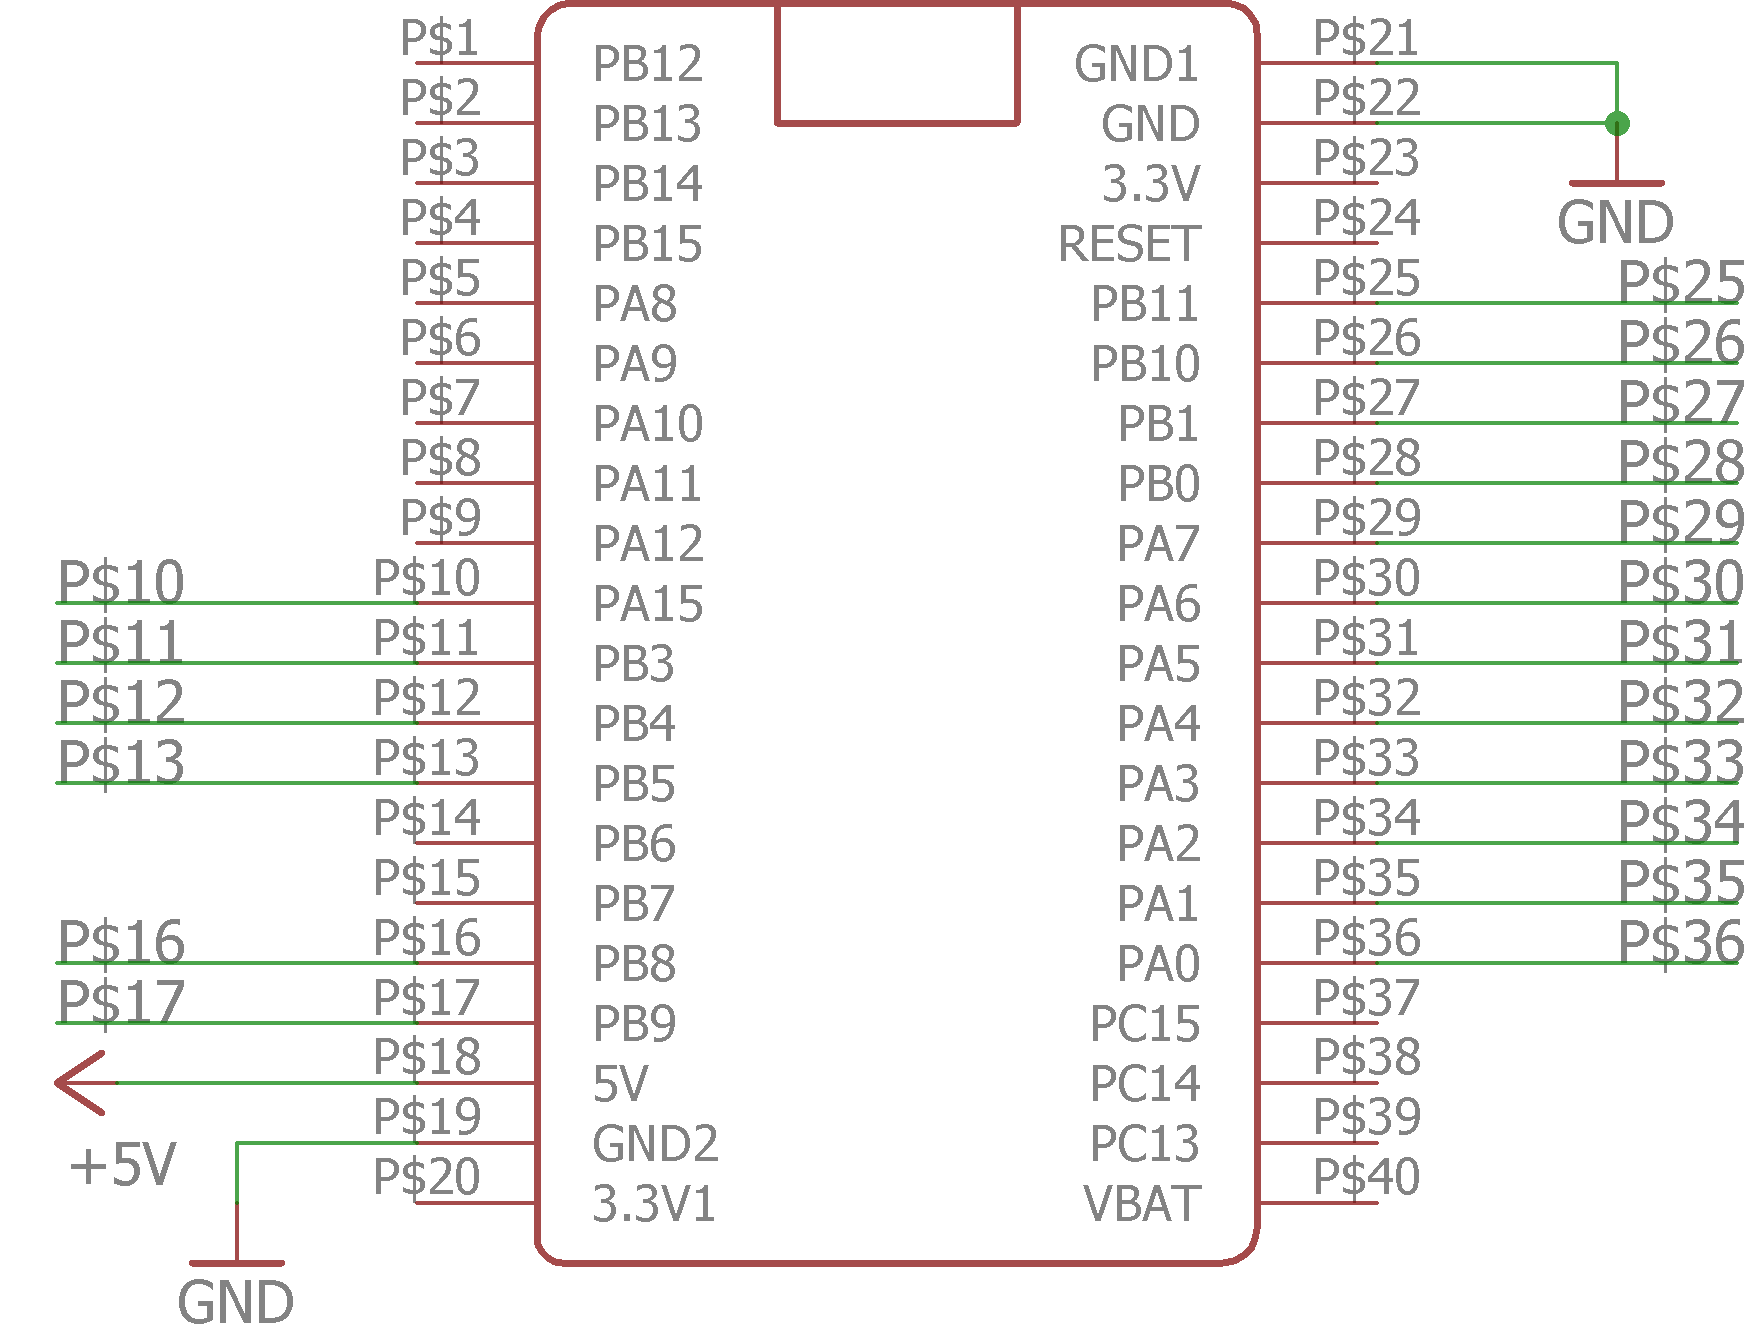 P$1 PB12 GND1 P$21
P$2 PB13 GND P$22
P$3 PB14 3.3V P$23
P$4 PB15 RESET P$24 GND
P$5 PA8 PB11 P$25 P$25
P$6 PA9 PB10 P$26 P$26
P$7 PA10 PB1 P$27 P$27
P$8 PA11 PB0 P$28 P$28
P$9 PA12 PA7 P$29 P$29
P$10 P$10 PA15 PA6 P$30 P$30
P$11 P$11 PB3 PA5 P$31 P$31
P$12 P$12 PB4 PA4 P$32 P$32
P$13 P$13 PB5 PA3 P$33 P$33
P$14 PB6 PA2 P$34 P$34
P$15 PB7 PA1 P$35 P$35
P$16 P$16 PB8 PA0 P$36 P$36
P$17 P$17 PB9 PC15 P$37
P$18 5V PC14 P$38
+5V P$19 GND2 PC13 P$39
P$20 3.3V1 VBAT P$40
GND